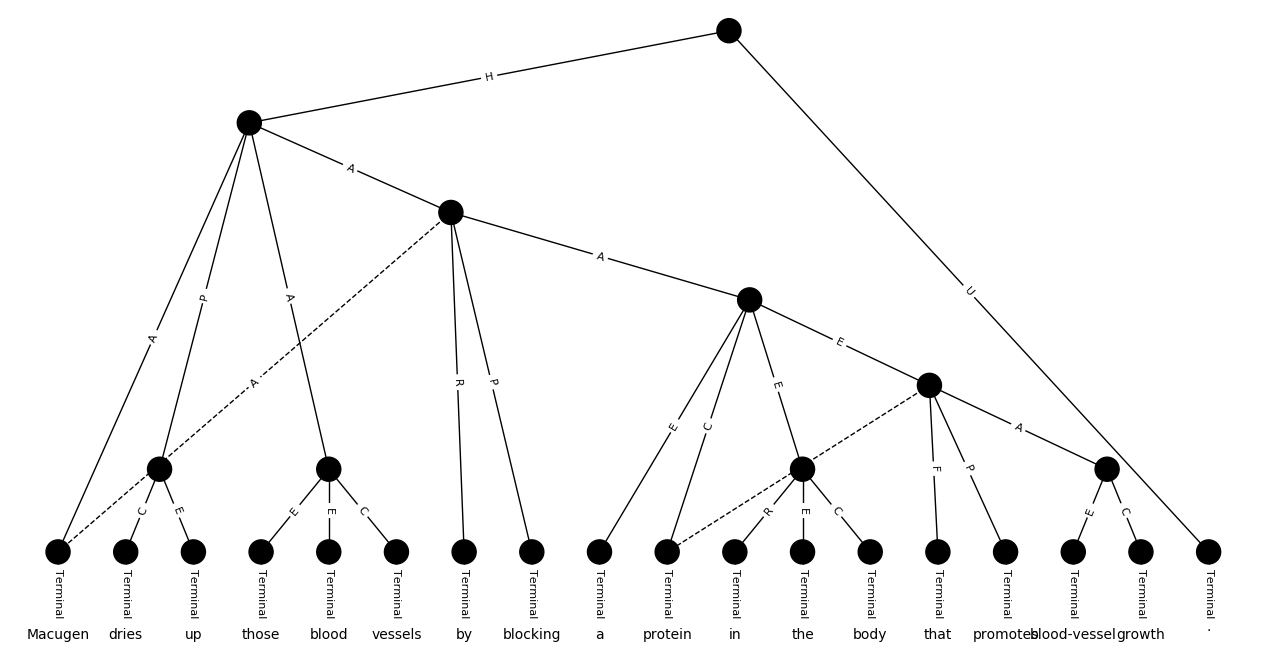 H
A
U
P A A
A
A R P
E
E C E
A
F P
C E
E E C
R E C
E C
Terminal Terminal Terminal Terminal Terminal Terminal Terminal Terminal Terminal Terminal Terminal Terminal Terminal Terminal Terminal Terminal Terminal Terminal
Macugen dries up those blood vessels by blocking a protein in the body that promotes blood-vessel growth .